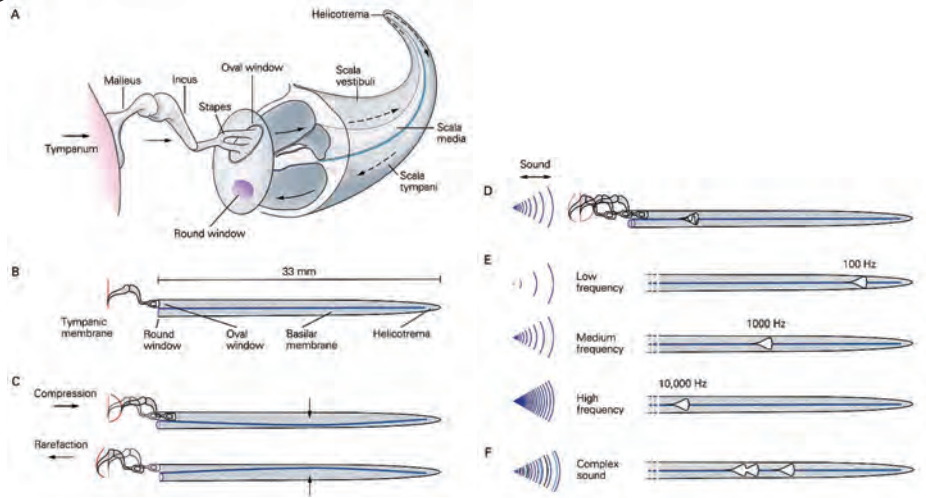 A
Helicotrema
Malleus
Incus
Oval window
Stapes
Scala
vestibuli
Scala
media
Scala
tympani
Tympanum
Round window
B
33 mm
Tympanic
membrane
Round
window
Oval
window
Basilar
membrane
Helicotrema
C
Compression
Rarefaction
D
Sound
E
Low
frequency
100 Hz
Medium
frequency
1000 Hz
High
frequency
10,000 Hz
F
Complex
sound